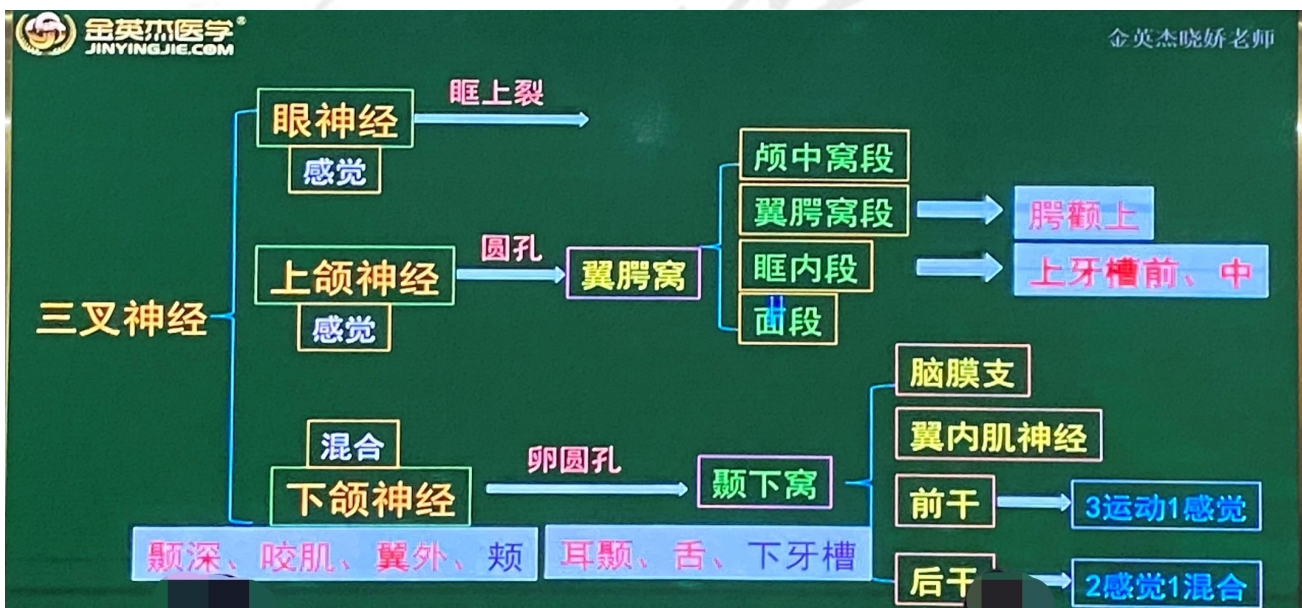 金英杰医学®
JINYINGJIE.COM
金英杰晓娇老师
三叉神经
眼神经
感觉
眶上裂
上颌神经
感觉
圆孔
翼腭窝
颅中窝段
翼腭窝段
腭颧上
眶内段
上牙槽前、中
面段
混合
下颌神经
卵圆孔
颞下窝
脑膜支
翼内肌神经
前干
3运动1感觉
后干
2感觉1混合
颞深、咬肌、翼外、颊
耳颞、舌、下牙槽